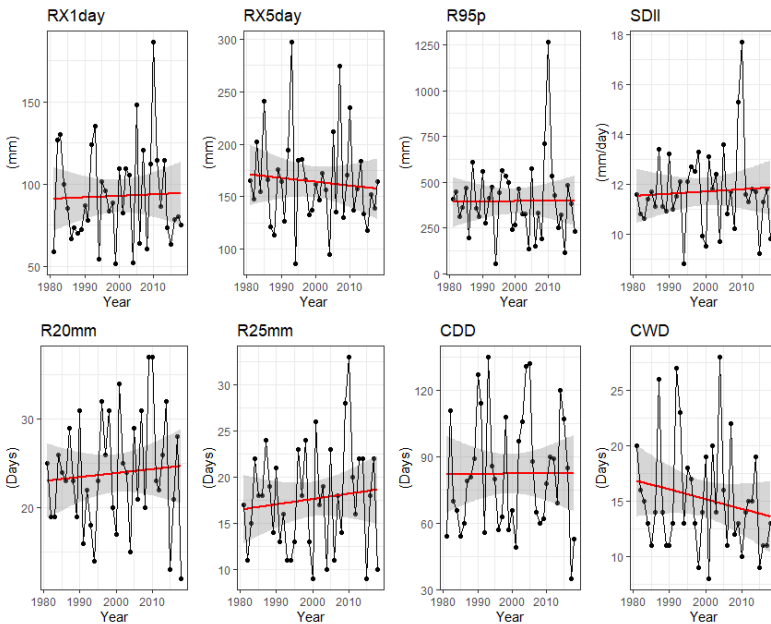 RX1day
RX5day
R95p
SDII
(mm)
150
100
50
1980 1990 2000 2010
Year
(mm)
300
250
200
150
100
1980 1990 2000 2010
Year
(mm)
1250
1000
750
500
250
0
1980 1990 2000 2010
Year
(mm/day)
18
16
14
12
10
1980 1990 2000 2010
Year
R20mm
R25mm
CDD
CWD
(Days)
30
20
1980 1990 2000 2010
Year
(Days)
30
25
20
15
10
1980 1990 2000 2010
Year
(Days)
120
90
60
30
1980 1990 2000 2010
Year
(Days)
25
20
15
10
1980 1990 2000 2010
Year